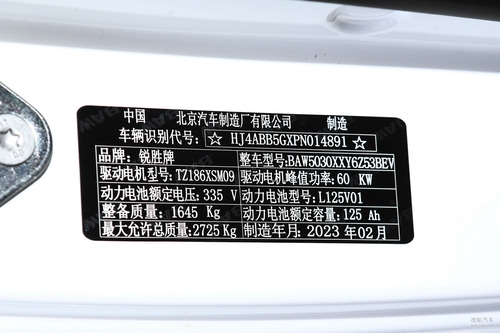 中国 北京汽车制造厂有限公司 制造
车辆识别代号：☆ HJ4ABB5GXPN014891 ☆
品牌：锐胜牌 整车型号：BAW5030XXY6Z53BEV
驱动电机型号：TZ186XSM09 驱动电机峰值功率：60 KW
动力电池额定电压：335 V 动力电池型号：L125V01
整备质量：1645 Kg 动力电池额定容量：125 Ah
最大允许总质量：2725 Kg 制造年月：2023 年 02 月